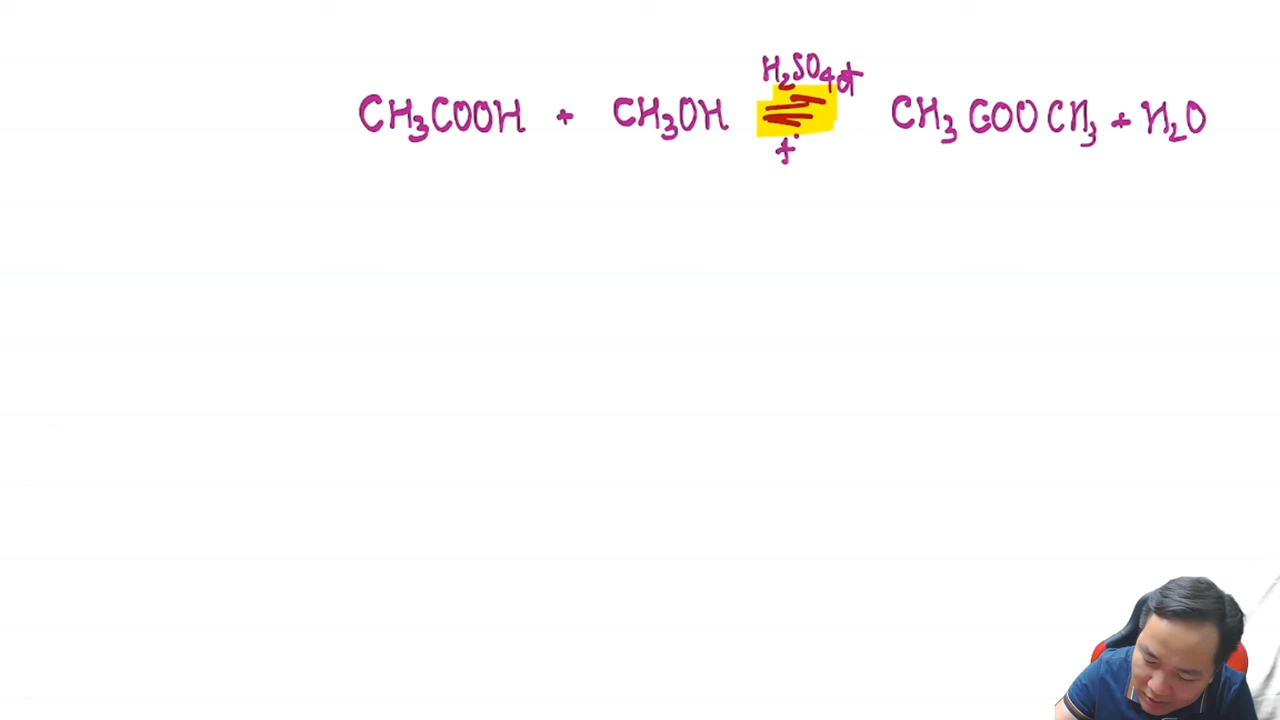 CH₃COOH + CH₃OH ⇌ CH₃COOCH₃ + H₂O
H₂SO₄đ
t°